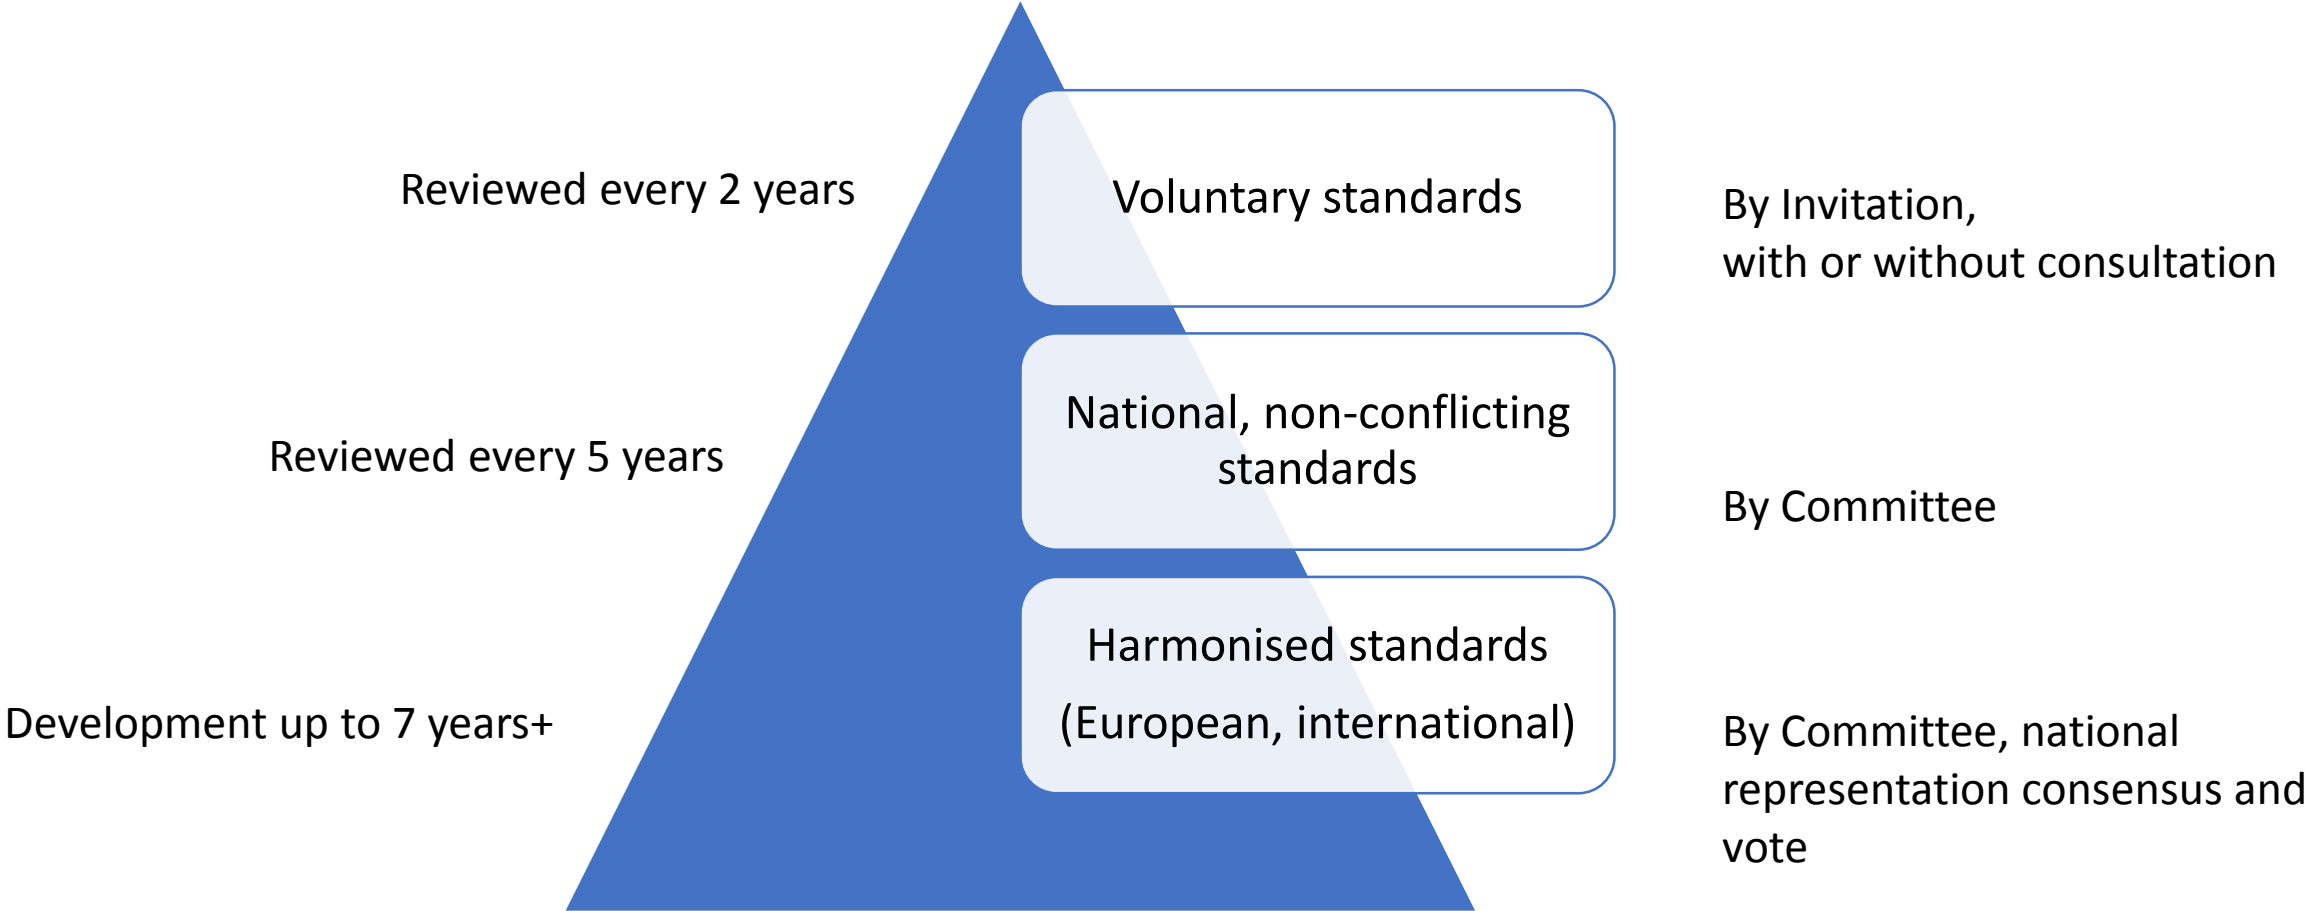 Reviewed every 2 years
Voluntary standards
By Invitation,
with or without consultation
Reviewed every 5 years
National, non-conflicting
standards
By Committee
Development up to 7 years+
Harmonised standards
(European, international)
By Committee, national
representation consensus and
vote